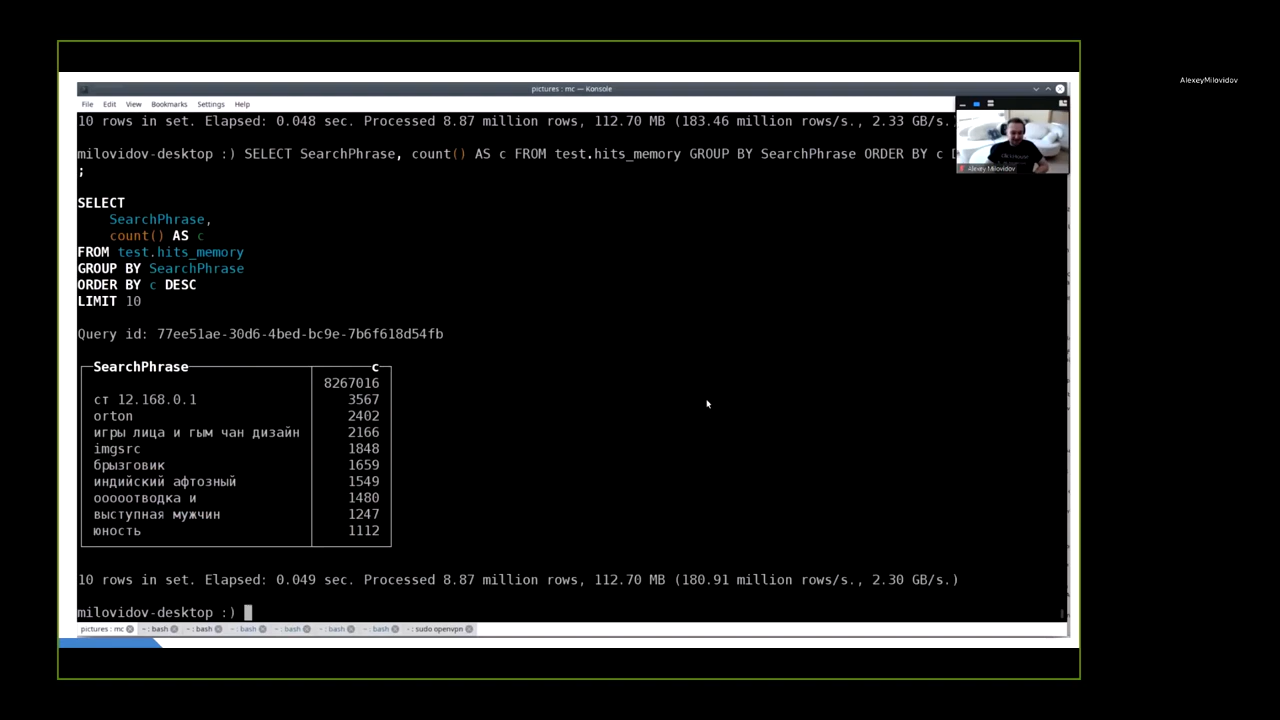 pictures : mc — Konsole
AlexeyMilovidov
File Edit View Bookmarks Settings Help
10 rows in set. Elapsed: 0.048 sec. Processed 8.87 million rows, 112.70 MB (183.46 million rows/s., 2.33 GB/s.
milovidov-desktop :) SELECT SearchPhrase, count() AS c FROM test.hits_memory GROUP BY SearchPhrase ORDER BY c
;
Alexey Milovidov
SELECT
SearchPhrase,
count() AS c
FROM test.hits_memory
GROUP BY SearchPhrase
ORDER BY c DESC
LIMIT 10
Query id: 77ee51ae-30d6-4bed-bc9e-7b6f618d54fb
SearchPhrase c
8267016
ст 12.168.0.1 3567
orton 2402
игры лица и гым чан дизайн 2166
imgsrc 1848
брызговик 1659
индийский афтозный 1549
ооооотводка и 1480
выступная мужчин 1247
юность 1112
10 rows in set. Elapsed: 0.049 sec. Processed 8.87 million rows, 112.70 MB (180.91 million rows/s., 2.30 GB/s.)
milovidov-desktop :)
pictures : mc ~ : bash ~ : bash ~ : bash ~ : bash ~ : bash ~ : bash ~ : sudo openvpn